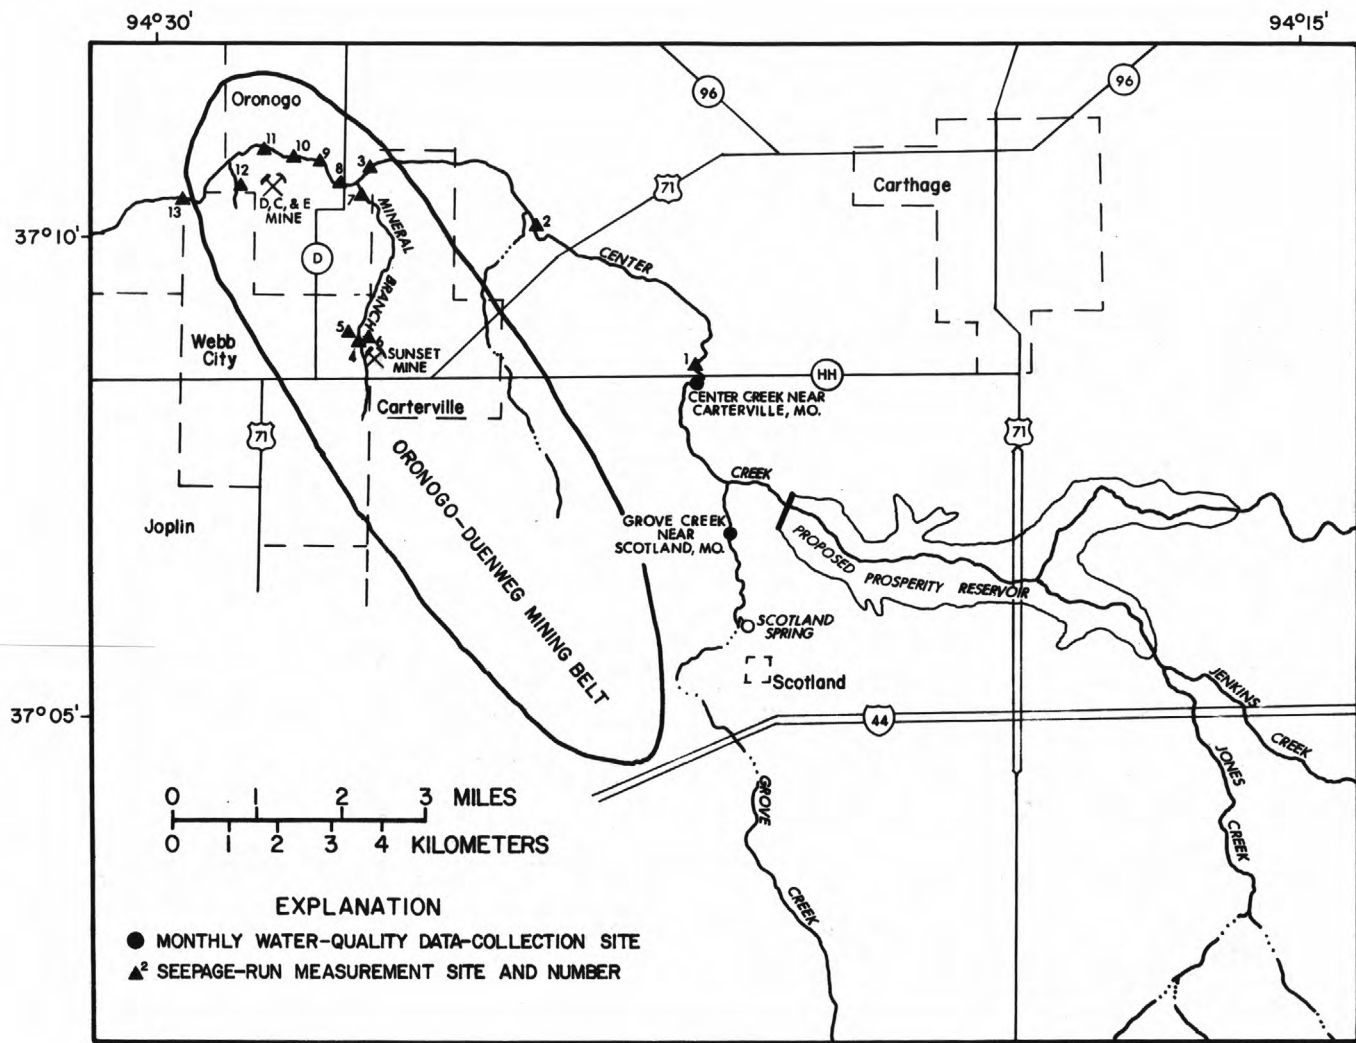 94°30'
94°15'
96
96
Oronogo
11
10
9
3
8
12
71
Carthage
D, C, & E
MINE
7
13
MINERAL
2
37°10'
D
CENTER
BRANCH
5
6
Webb
City
4
SUNSET
MINE
1
HH
CENTER CREEK NEAR
CARTERVILLE, MO.
Carterville
71
71
ORONOGO-DUENWEG MINING BELT
CREEK
Joplin
GROVE CREEK
NEAR
SCOTLAND, MO.
PROPOSED PROSPERITY RESERVOIR
SCOTLAND
SPRING
Scotland
JENKINS
37°05'
44
CREEK
JONES
GROVE
0 1 2 3 MILES
CREEK
0 1 2 3 4 KILOMETERS
CREEK
EXPLANATION
MONTHLY WATER-QUALITY DATA-COLLECTION SITE
2 SEEPAGE-RUN MEASUREMENT SITE AND NUMBER